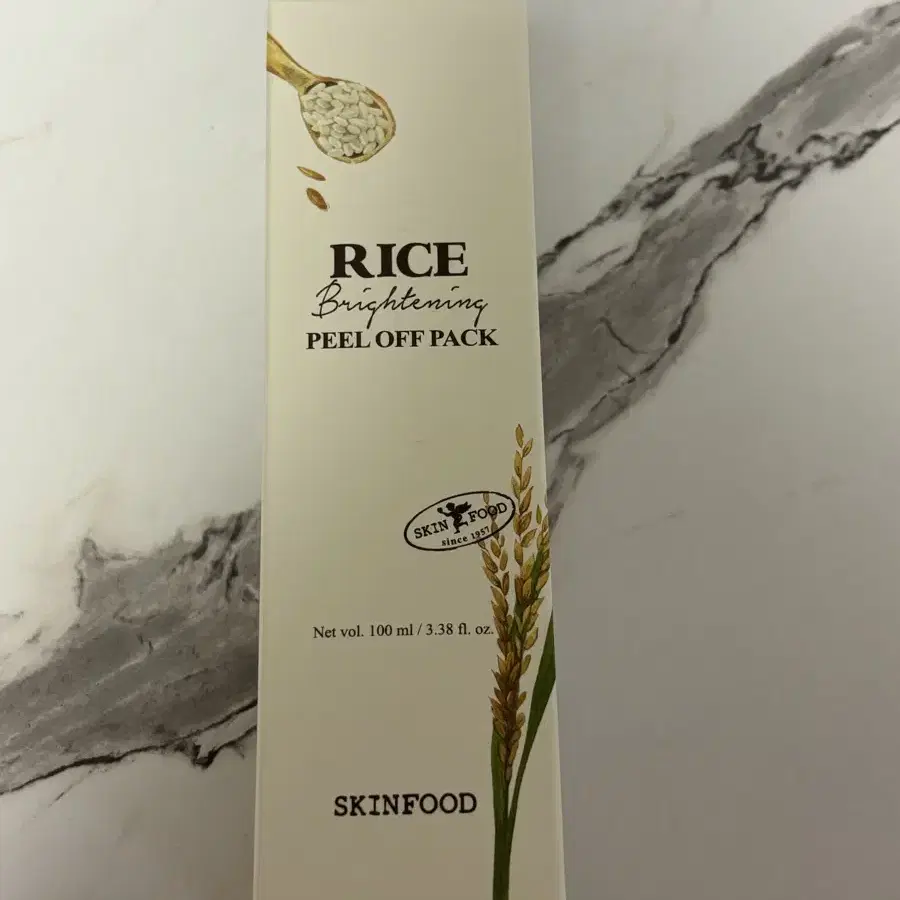 RICE
Brightening
PEEL OFF PACK
SKIN FOOD
since 1957
Net vol. 100 ml / 3.38 fl. oz.
SKINFOOD